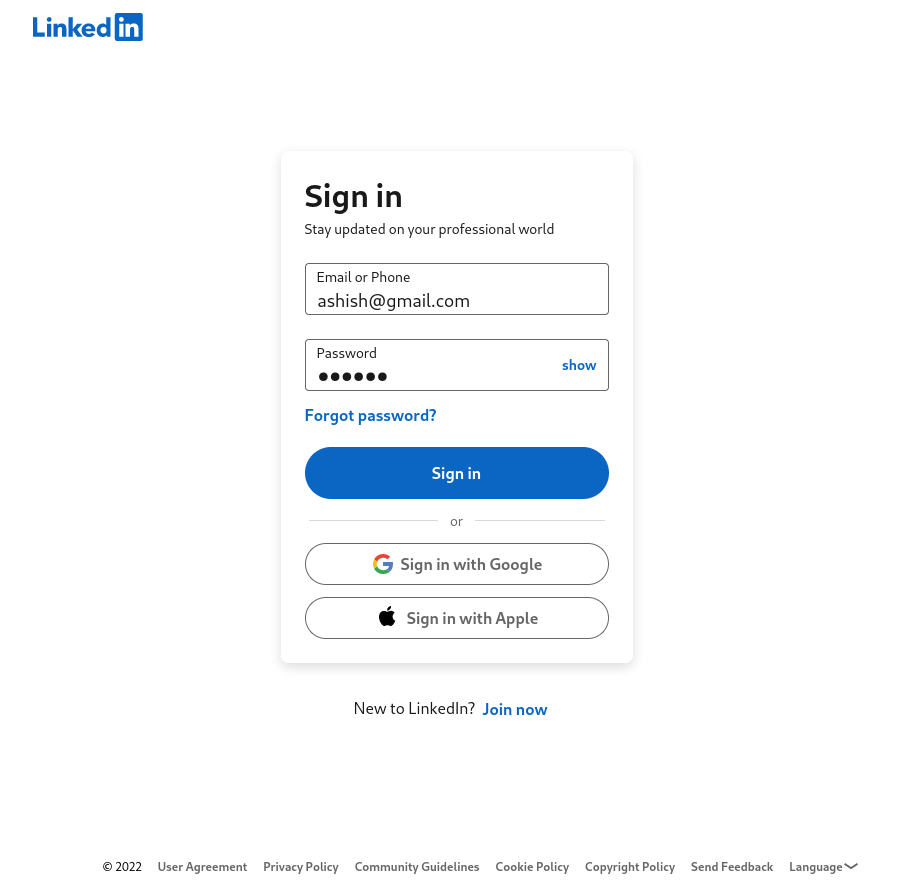 Linked in
Sign in
Stay updated on your professional world
Email or Phone
ashish@gmail.com
Password
●●●●●●
show
Forgot password?
Sign in
or
Sign in with Google
Sign in with Apple
New to LinkedIn? Join now
© 2022 User Agreement Privacy Policy Community Guidelines Cookie Policy Copyright Policy Send Feedback Language